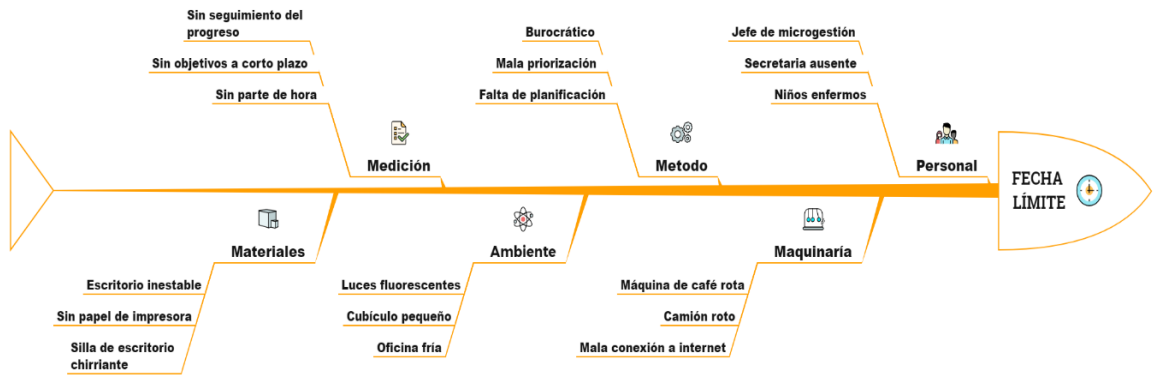 Sin seguimiento del
progreso
Sin objetivos a corto plazo
Sin parte de hora
Medición
Burocrático
Mala priorización
Falta de planificación
Metodo
Jefe de microgestión
Secretaria ausente
Niños enfermos
Personal
FECHA
LÍMITE
Materiales
Escritorio inestable
Sin papel de impresora
Silla de escritorio
chirriante
Ambiente
Luces fluorescentes
Cubículo pequeño
Oficina fría
Maquinaría
Máquina de café rota
Camión roto
Mala conexión a internet